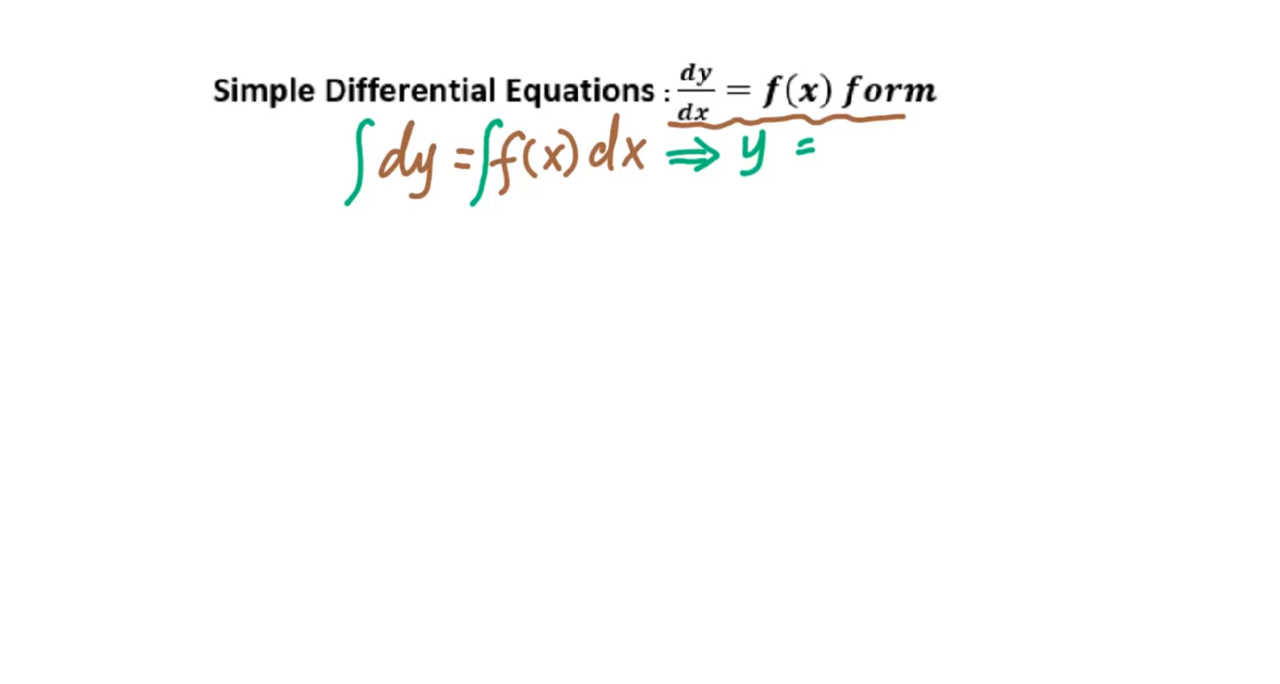 Simple Differential Equations : dy/dx = f(x) form
∫ dy = ∫ f(x) dx ⇒ y =